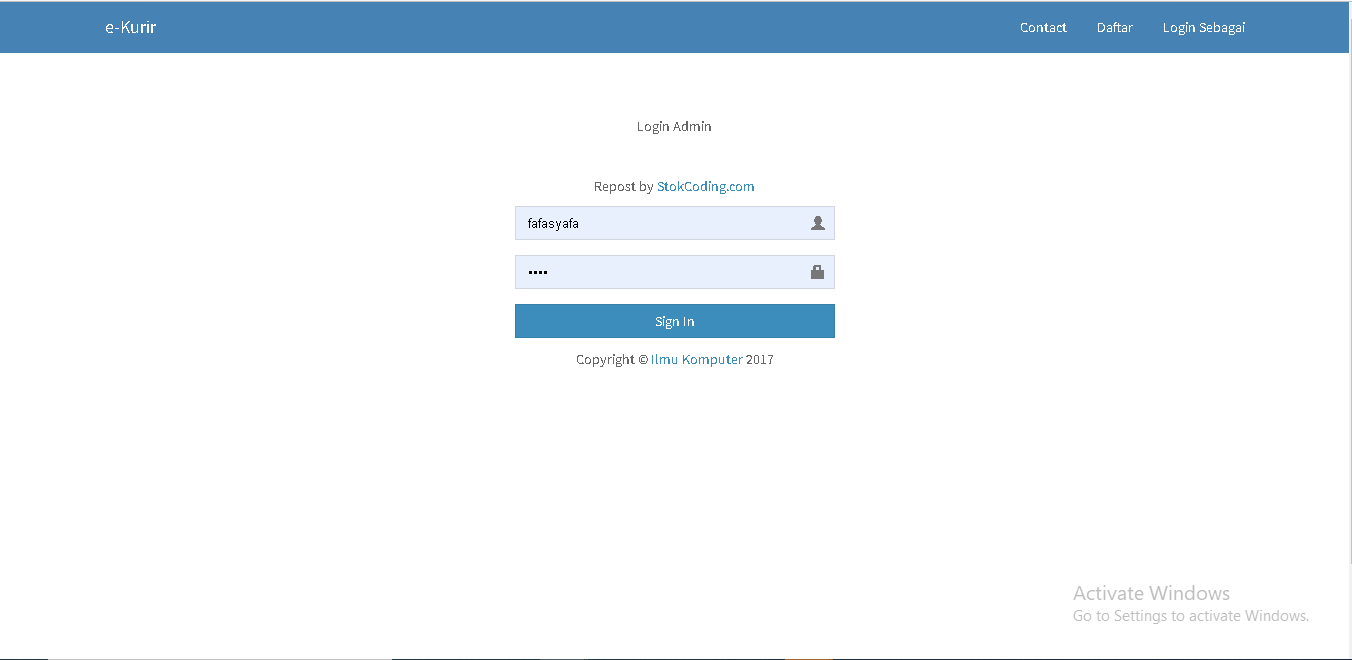 e-Kurir Contact Daftar Login Sebagai
Login Admin
Repost by StokCoding.com
fafasyafa
••••
Sign In
Copyright © Ilmu Komputer 2017
Activate Windows
Go to Settings to activate Windows.